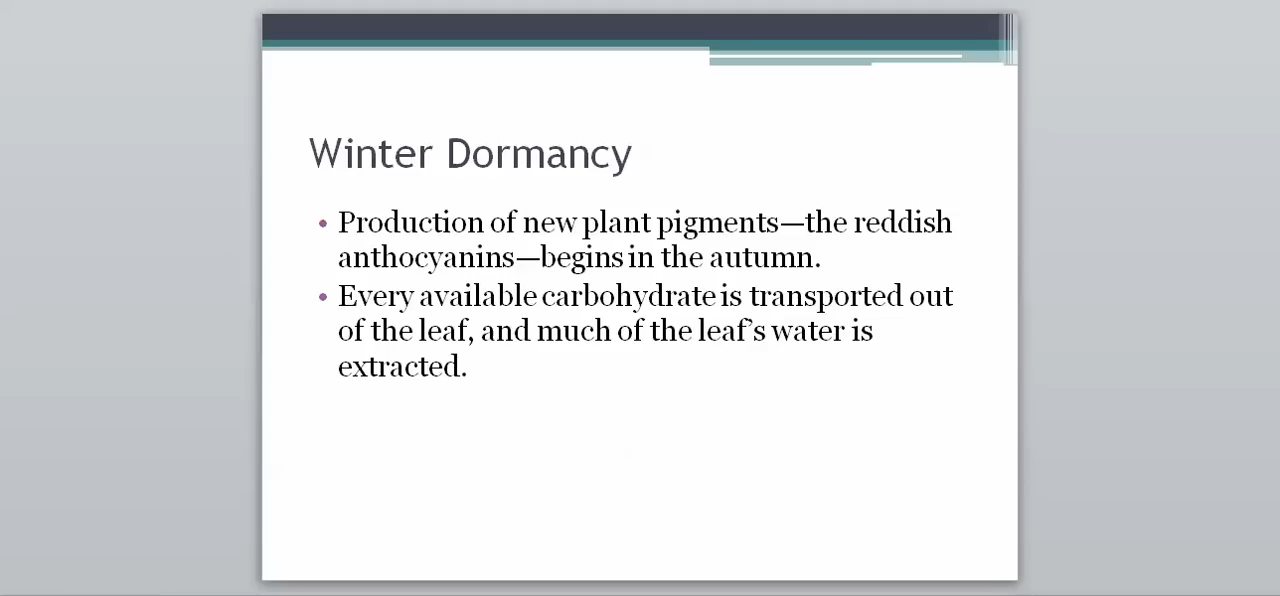 Winter Dormancy
• Production of new plant pigments—the reddish
anthocyanins—begins in the autumn.
• Every available carbohydrate is transported out
of the leaf, and much of the leaf’s water is
extracted.